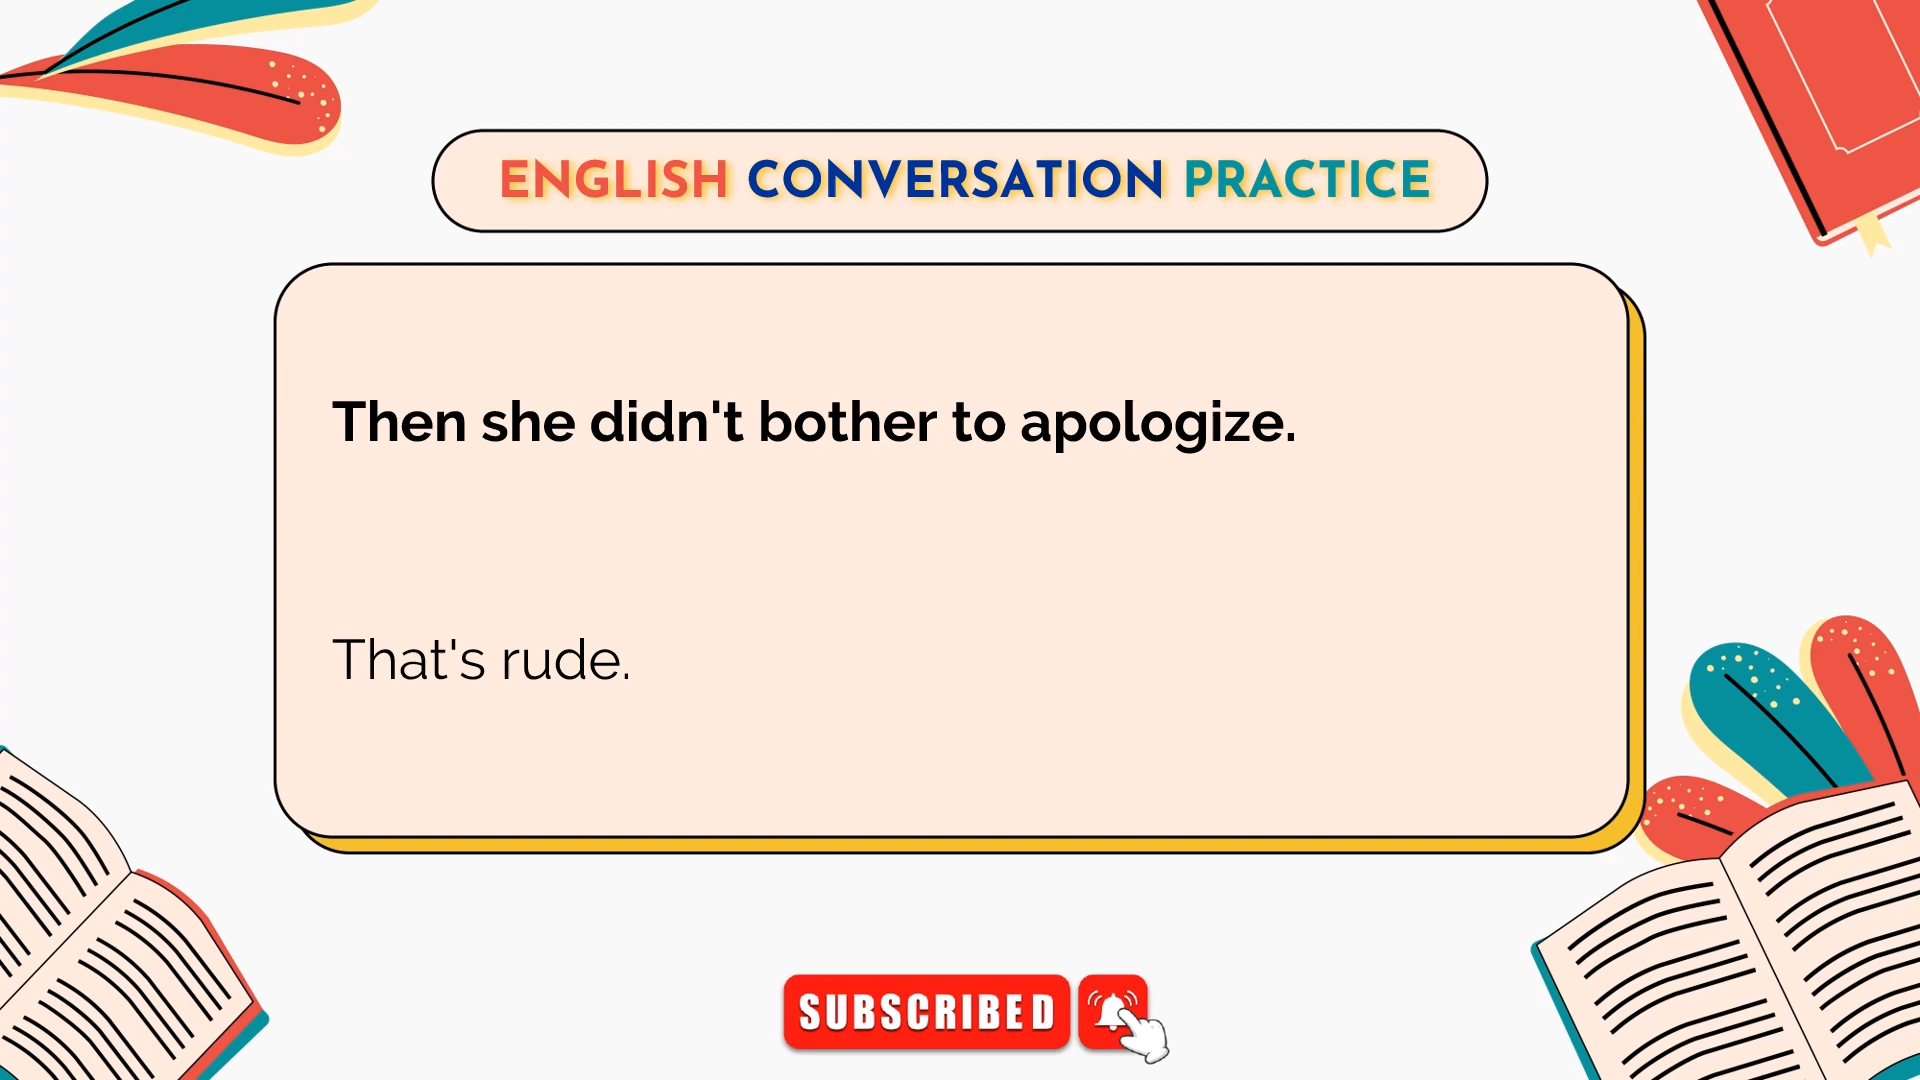 ENGLISH CONVERSATION PRACTICE
Then she didn't bother to apologize.
That's rude.
SUBSCRIBED